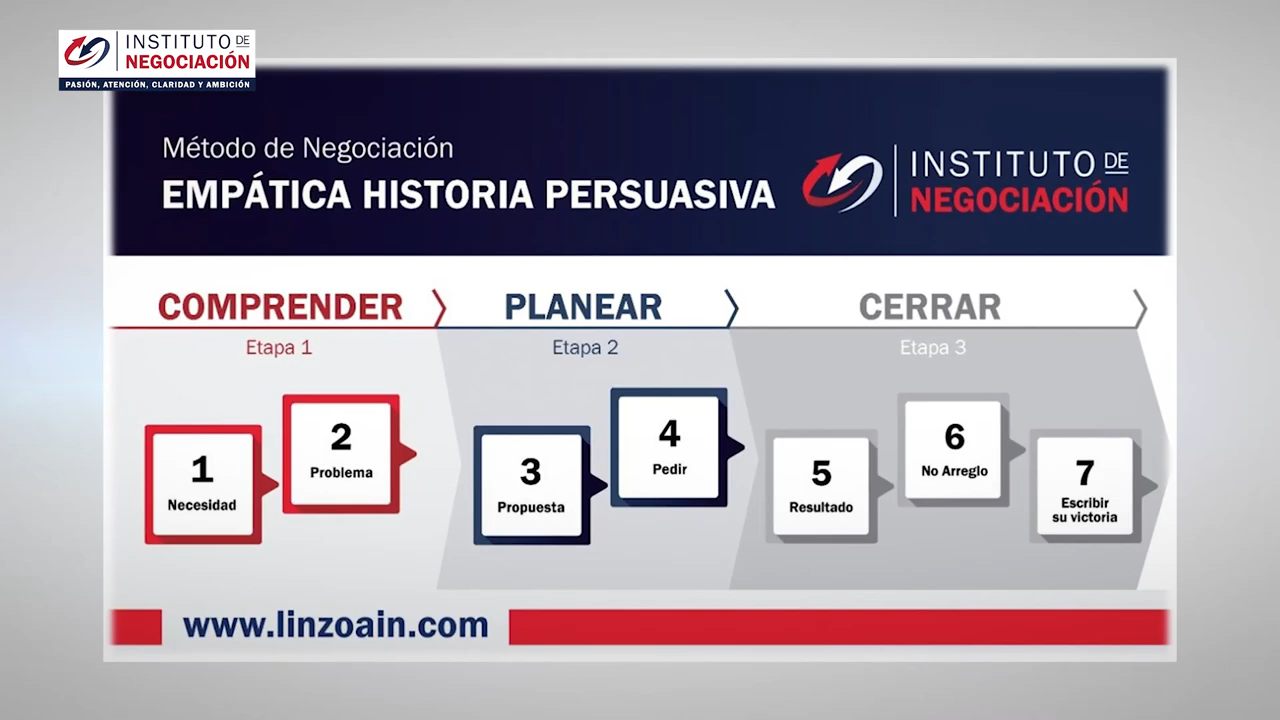 INSTITUTO DE
NEGOCIACIÓN
PASIÓN, ATENCIÓN, CLARIDAD Y AMBICIÓN
Método de Negociación
EMPÁTICA HISTORIA PERSUASIVA
INSTITUTO DE
NEGOCIACIÓN
COMPRENDER
PLANEAR
CERRAR
Etapa 1
Etapa 2
Etapa 3
1
Necesidad
2
Problema
3
Propuesta
4
Pedir
5
Resultado
6
No Arreglo
7
Escribir
su victoria
www.linzoain.com